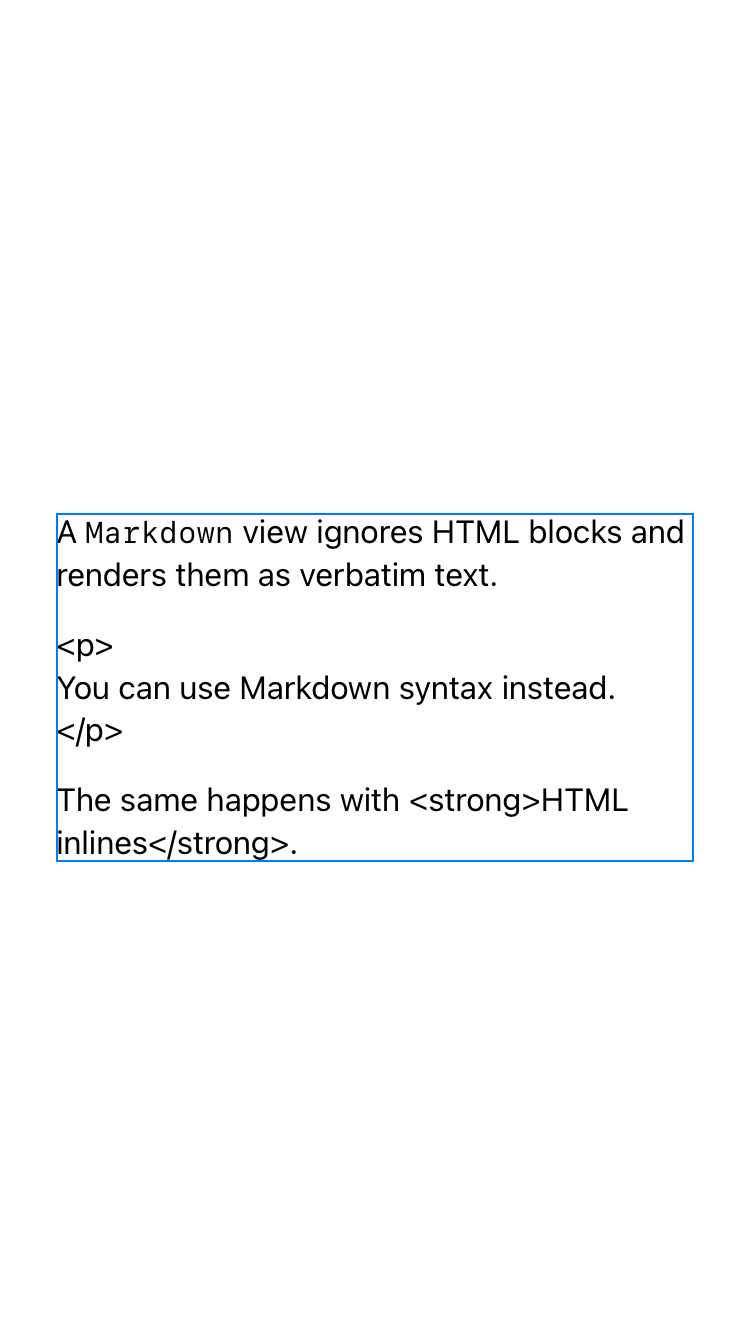 A Markdown view ignores HTML blocks and
renders them as verbatim text.
<p>
You can use Markdown syntax instead.
</p>
The same happens with <strong>HTML
inlines</strong>.